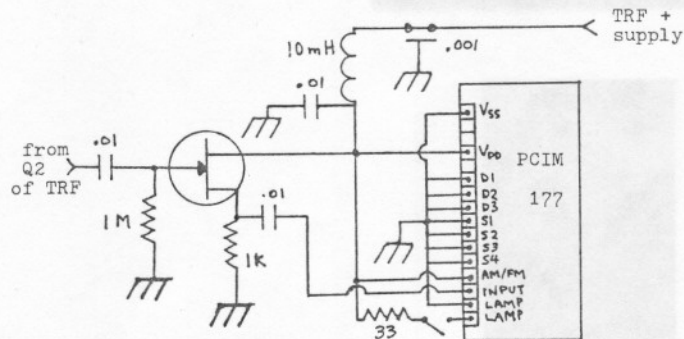 TRF +
supply
10mH
.001
.01
Vss
from
Q2
of TRF
.01
VDD
PCIM
177
D1
D2
D3
S1
S2
S3
S4
.01
1M
1K
AM/FM
INPUT
LAMP
LAMP
33